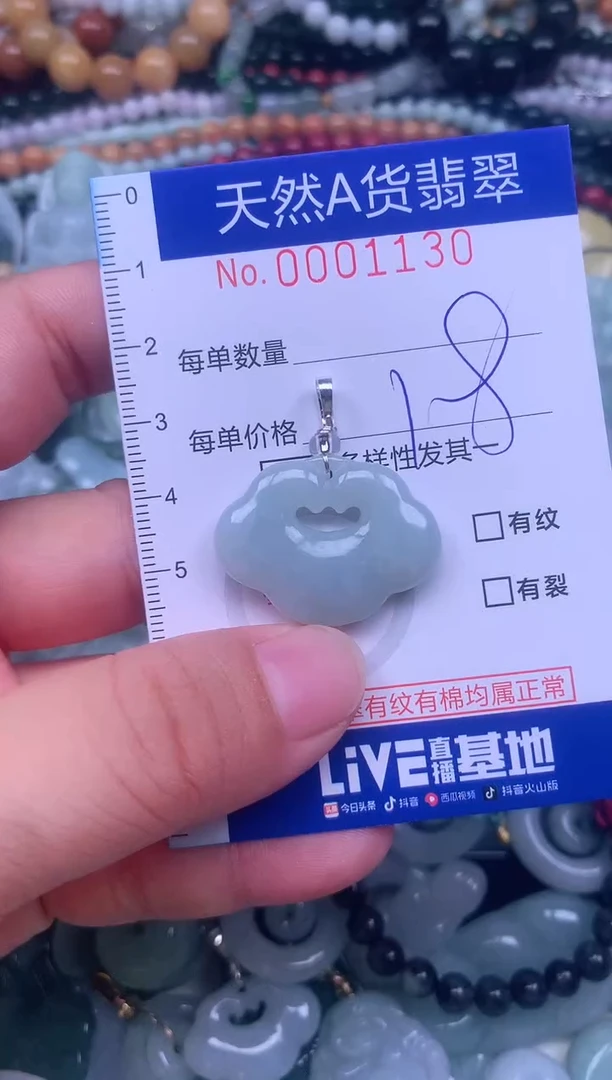 0
天然A货翡翠
No. 0001130
1
2
每单数量
18
3
每单价格
多样性发其一
4
有纹
5
有裂
有纹有棉均属正常
LiVE直播基地
今日头条 抖音 西瓜视频 抖音火山版